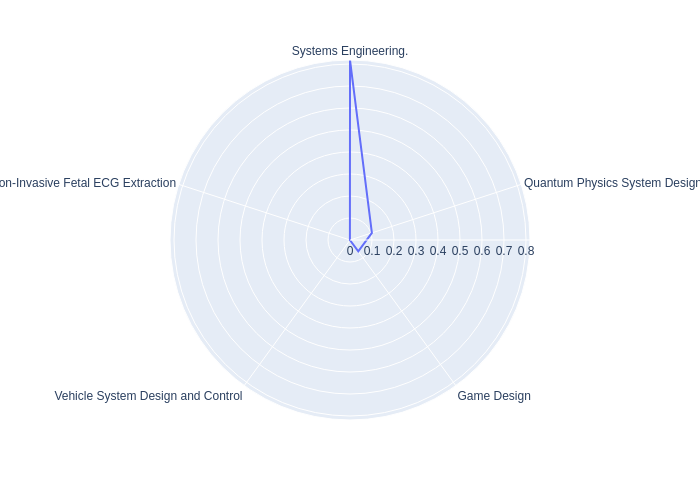 Systems Engineering.
on-Invasive Fetal ECG Extraction
Quantum Physics System Design
0 0.1 0.2 0.3 0.4 0.5 0.6 0.7 0.8
Vehicle System Design and Control
Game Design